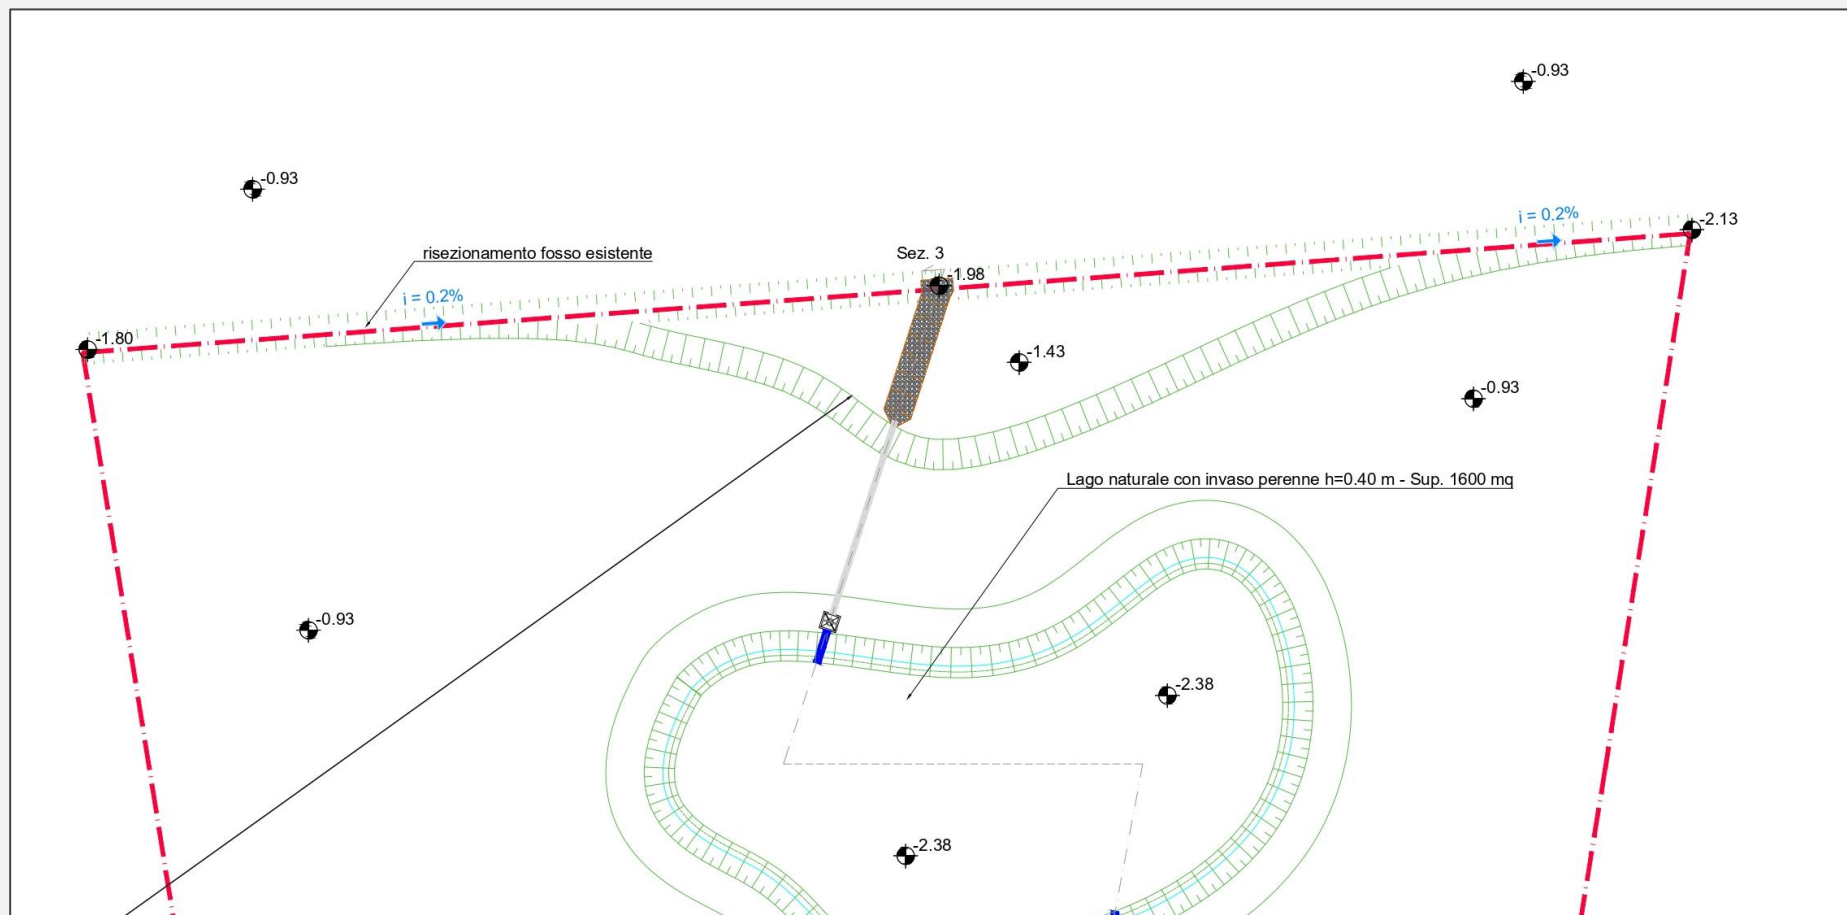 -0.93
-0.93
i = 0.2%
-2.13
risezionamento fosso esistente
Sez. 3
-1.98
i = 0.2%
-1.80
-1.43
-0.93
Lago naturale con invaso perenne h=0.40 m - Sup. 1600 mq
-0.93
-2.38
-2.38